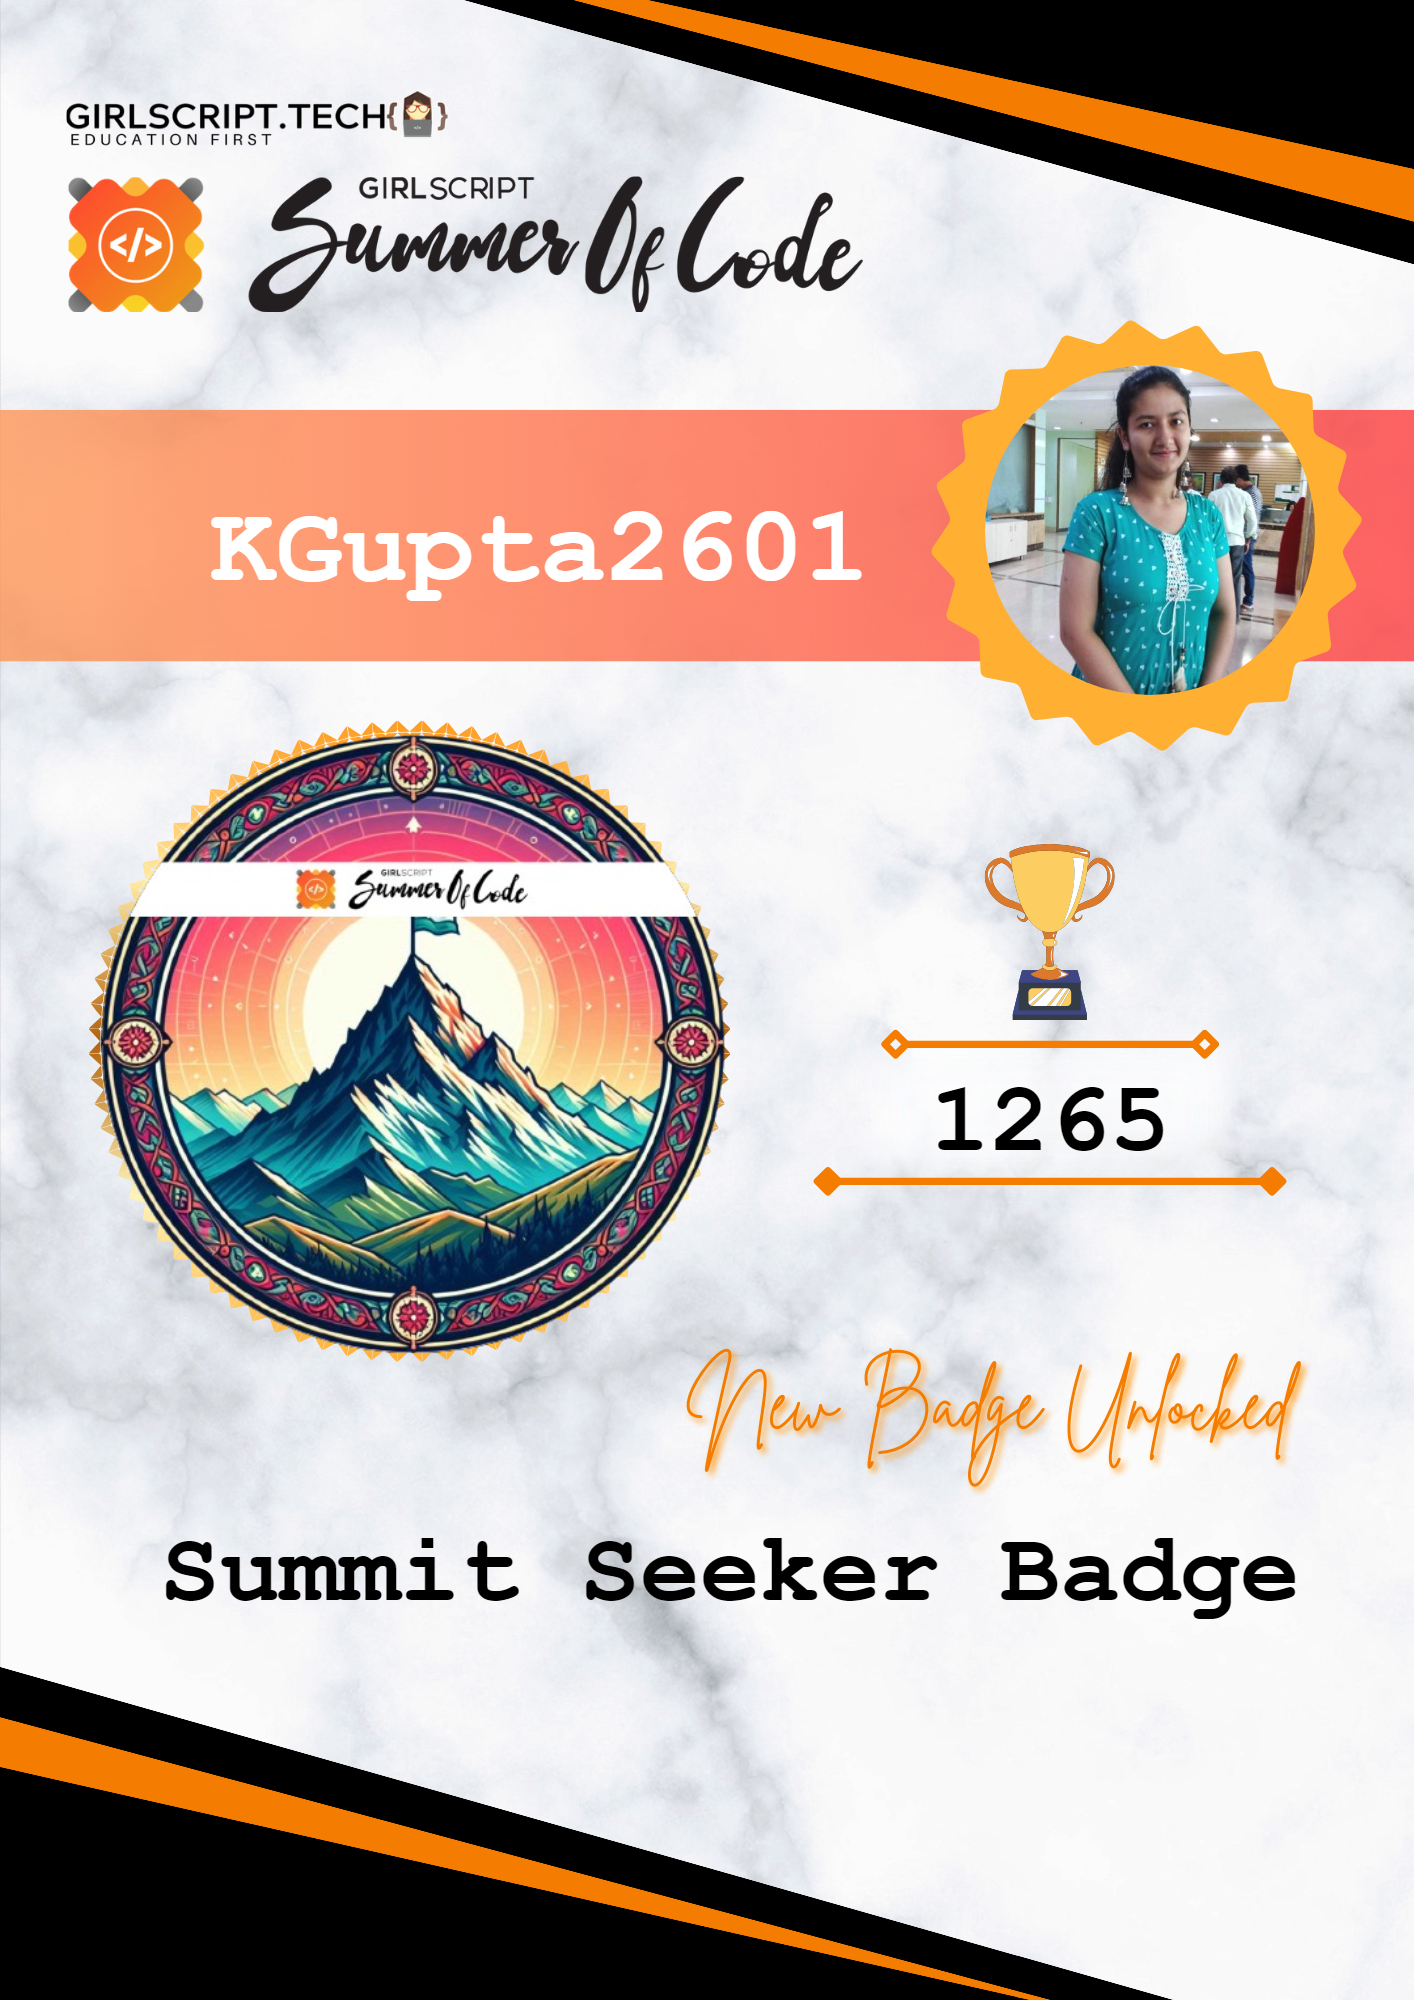 GIRLSCRIPT.TECH{ }
EDUCATION FIRST
GIRLSCRIPT
Summer Of Code
</>
KGupta2601
GIRLSCRIPT
Summer Of Code
</>
1265
New Badge Unlocked
Summit Seeker Badge